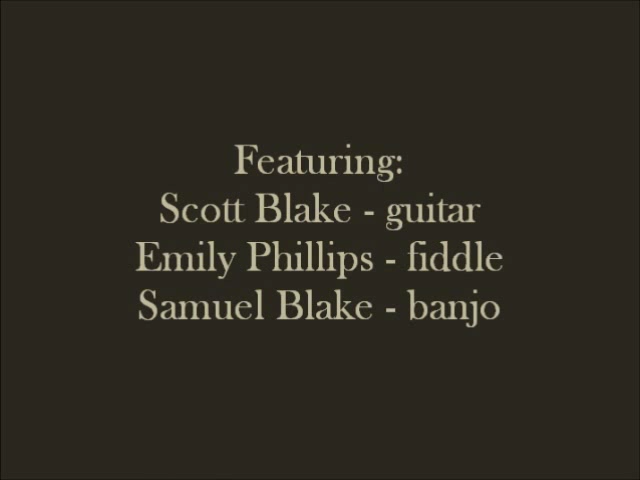 Featuring:
Scott Blake - guitar
Emily Phillips - fiddle
Samuel Blake - banjo